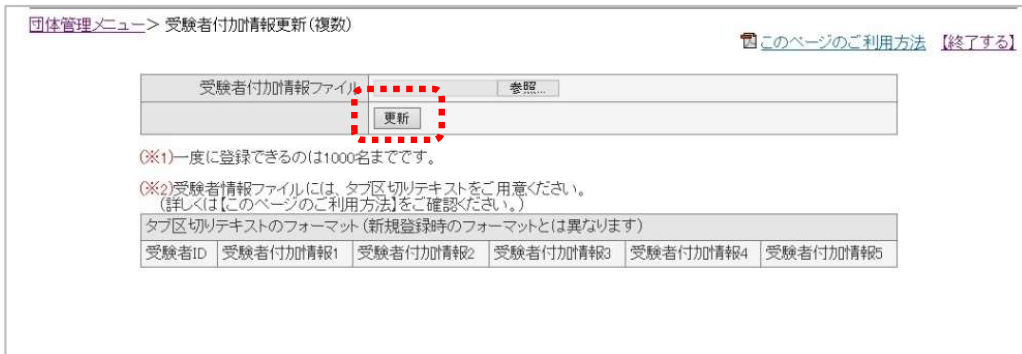 団体管理メニュー> 受験者付加情報更新(複数)
このページのご利用方法 【終了する】
受験者付加情報ファイル 参照...
更新
(※1)一度に登録できるのは1000名までです。
(※2)受験者情報ファイルには、タブ区切りテキストをご用意ください。
(詳しくは【このページのご利用方法】をご確認ください。)
タブ区切りテキストのフォーマット(新規登録時のフォーマットとは異なります)
受験者ID 受験者付加情報1 受験者付加情報2 受験者付加情報3 受験者付加情報4 受験者付加情報5